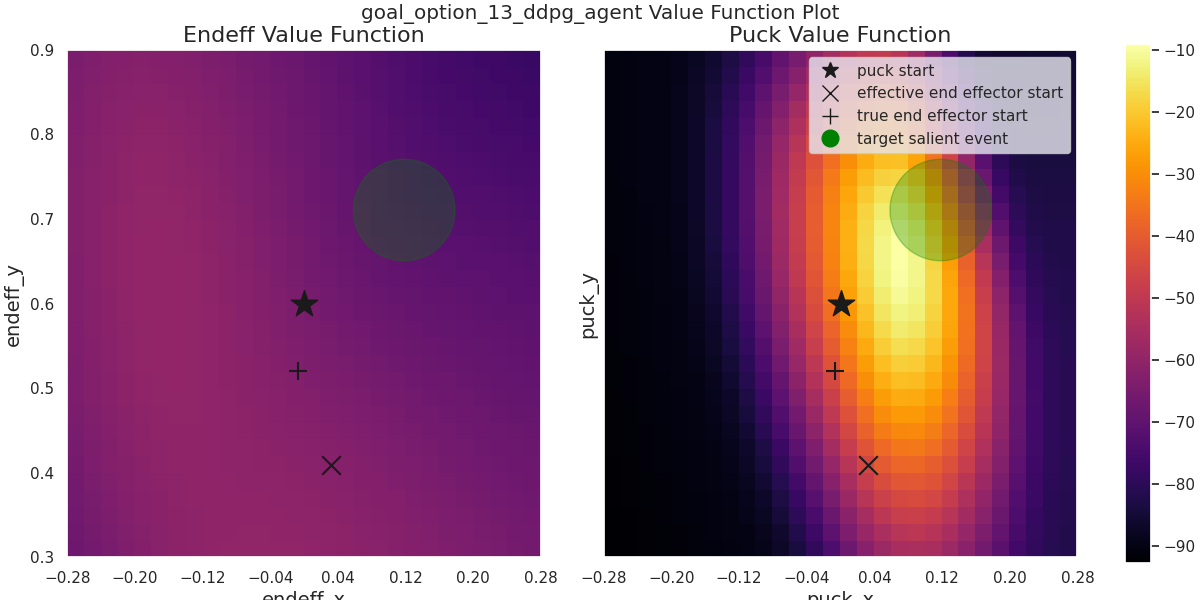 goal_option_13_ddpg_agent Value Function Plot
Endeff Value Function
Puck Value Function
0.9
0.8
0.7
0.6
0.5
0.4
0.3
endeff_y
−0.28 −0.20 −0.12 −0.04 0.04 0.12 0.20 0.28
endeff_x
puck_y
puck start
effective end effector start
true end effector start
target salient event
−0.28 −0.20 −0.12 −0.04 0.04 0.12 0.20 0.28
puck_x
−10
−20
−30
−40
−50
−60
−70
−80
−90